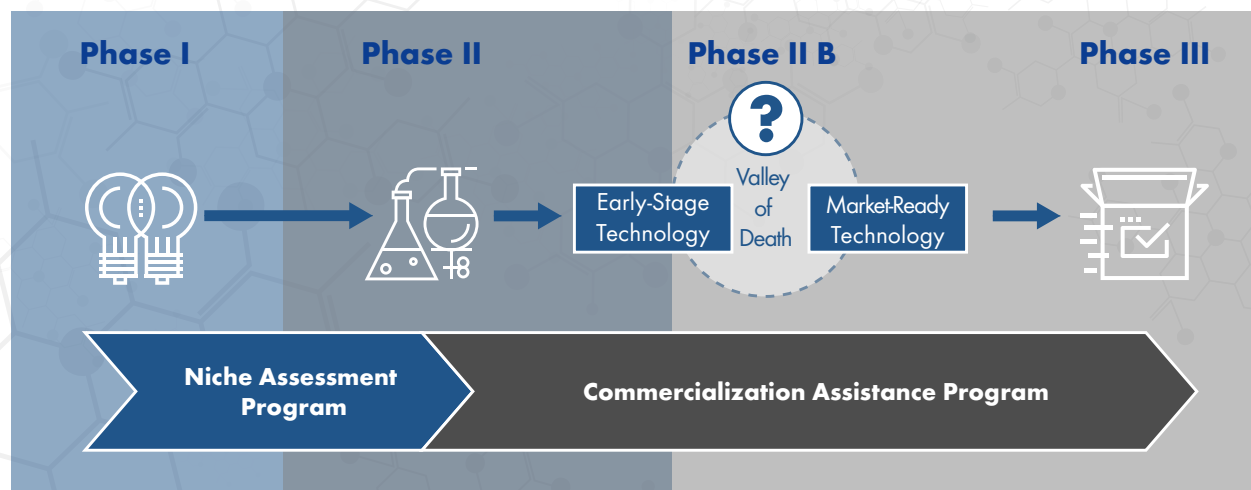 Phase I
Phase II
Phase II B
Phase III
?
Early-Stage
Technology
Valley
of
Death
Market-Ready
Technology
Niche Assessment
Program
Commercialization Assistance Program